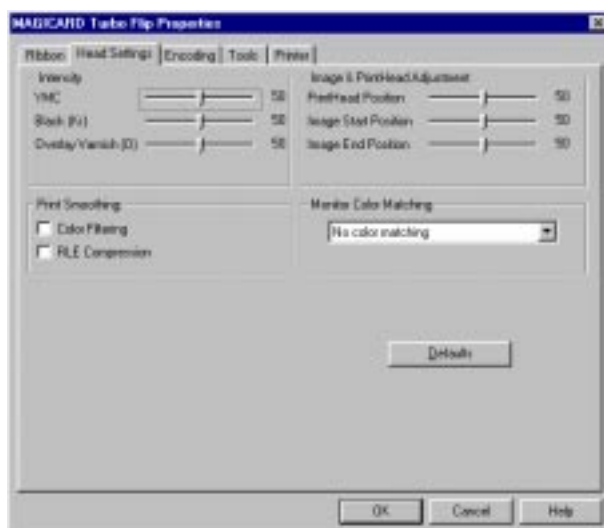 MAGICARD Turbo Flip Properties
Ribbon Head Settings Encoding Tools Printer
Intensity
YMC 50
Black (K) 50
Overlay Varnish (O) 50
Image & PrintHead Adjustment
PrintHead Position 50
Image Start Position 50
Image End Position 50
Print Smoothing
Color Filtering
RLE Compression
Monitor Color Matching
No color matching
Defaults
OK Cancel Help